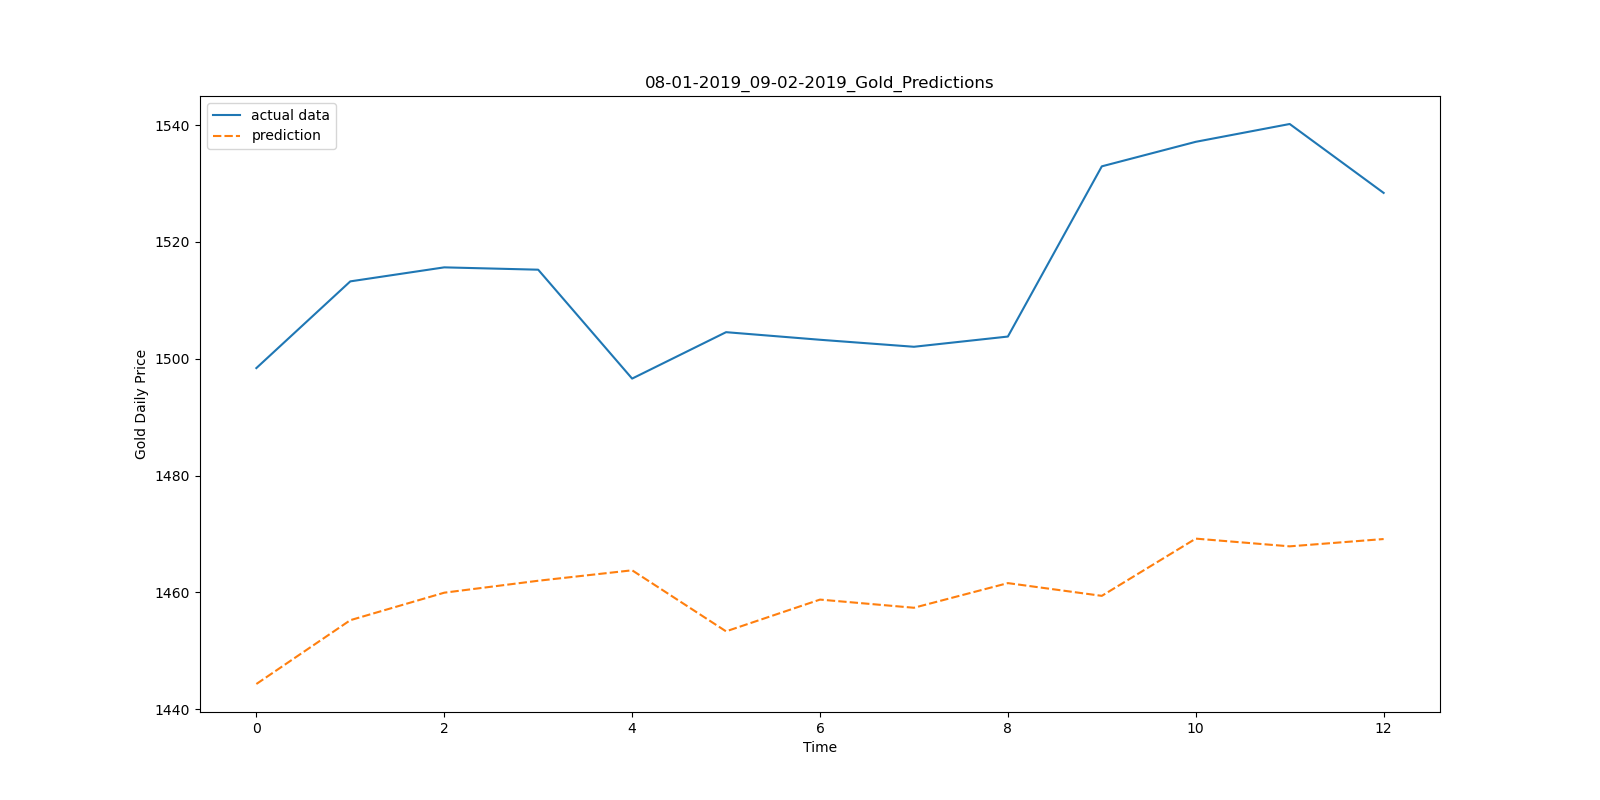 08-01-2019_09-02-2019_Gold_Predictions
actual data
prediction
1540
1520
1500
1480
1460
1440
Gold Daily Price
0 2 4 6 8 10 12
Time